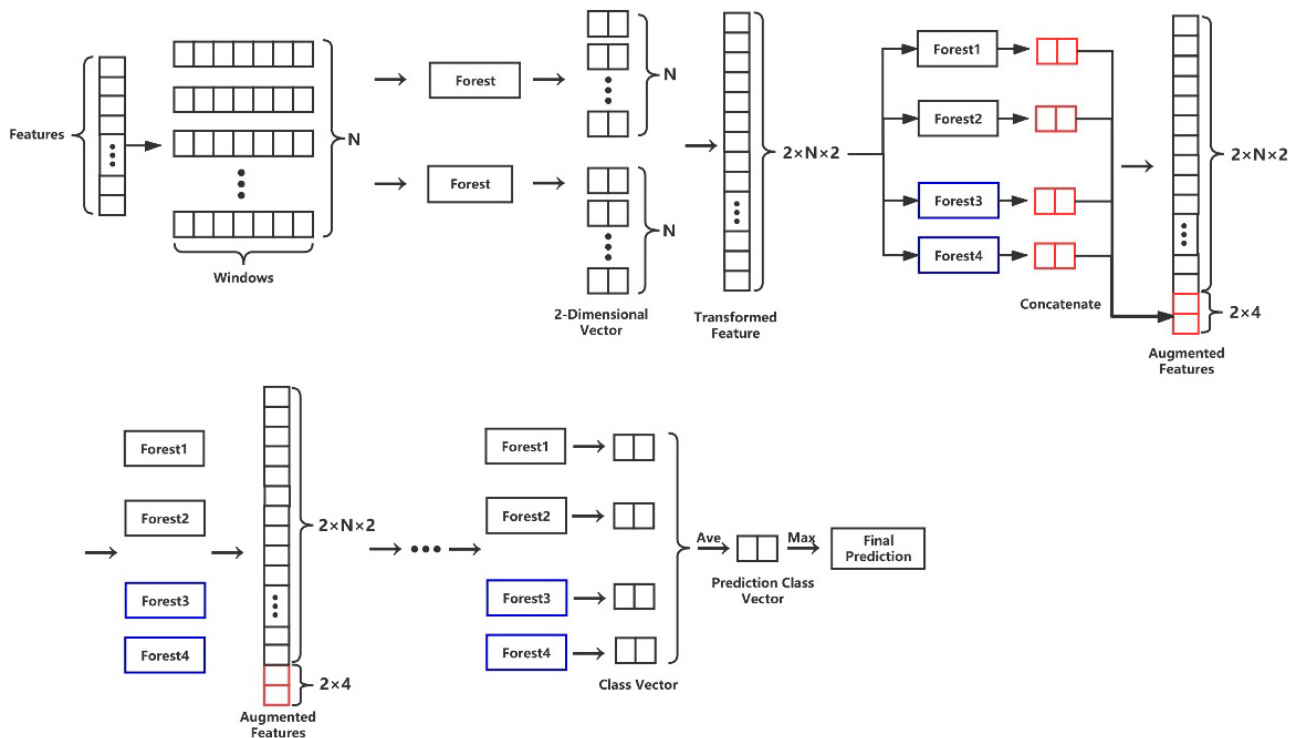 Features
N
Windows
Forest
Forest
N
N
2-Dimensional
Vector
2×N×2
Transformed
Feature
Forest1
Forest2
Forest3
Forest4
Concatenate
2×N×2
2×4
Augmented
Features
Forest1
Forest2
Forest3
Forest4
2×N×2
2×4
Augmented
Features
Forest1
Forest2
Forest3
Forest4
Class Vector
Ave
Prediction Class
Vector
Max
Final
Prediction